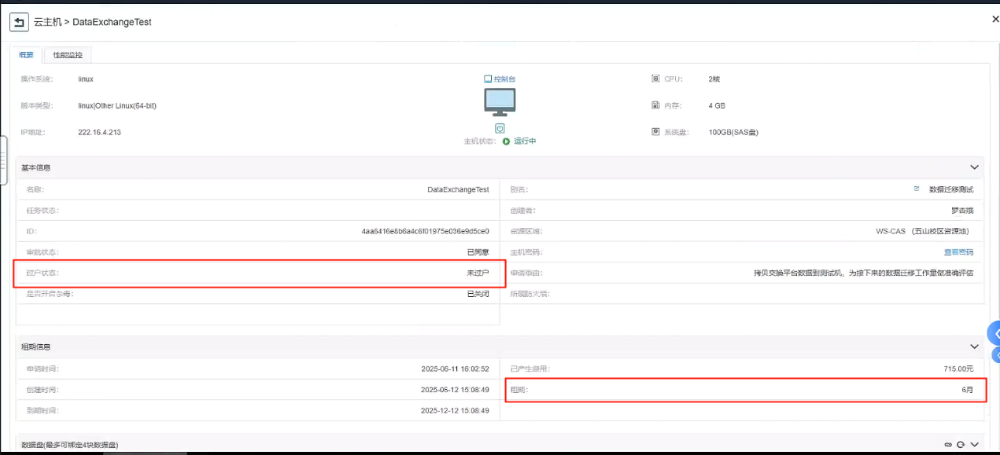 云主机 > DataExchangeTest
概要 性能监控
操作系统： linux 控制台 CPU： 2核
版本类型： linux|Other Linux(64-bit) 内存： 4 GB
IP地址： 222.16.4.213 系统盘： 100GB(SAS盘)
主机状态： 运行中
基本信息
名称： DataExchangeTest 别名： 数据迁移测试
任务状态： 创建者： 罗杏娥
ID： 4aa6416e8b6a4c6f01975e036e9d5ce0 资源区域： WS-CAS （五山校区资源池）
审批状态： 已同意 主机密码： 查看密码
过户状态： 未过户 申请事由： 拷贝交换平台数据到测试机，为接下来的数据迁移工作量做准确评估
是否开启杀毒： 已关闭 所属防火墙：
租期信息
申请时间： 2025-06-11 16:02:52 已产生费用： 715.00元
创建时间： 2025-06-12 15:08:49 租期： 6月
到期时间： 2025-12-12 15:08:49
数据盘(最多可绑定4块数据盘)